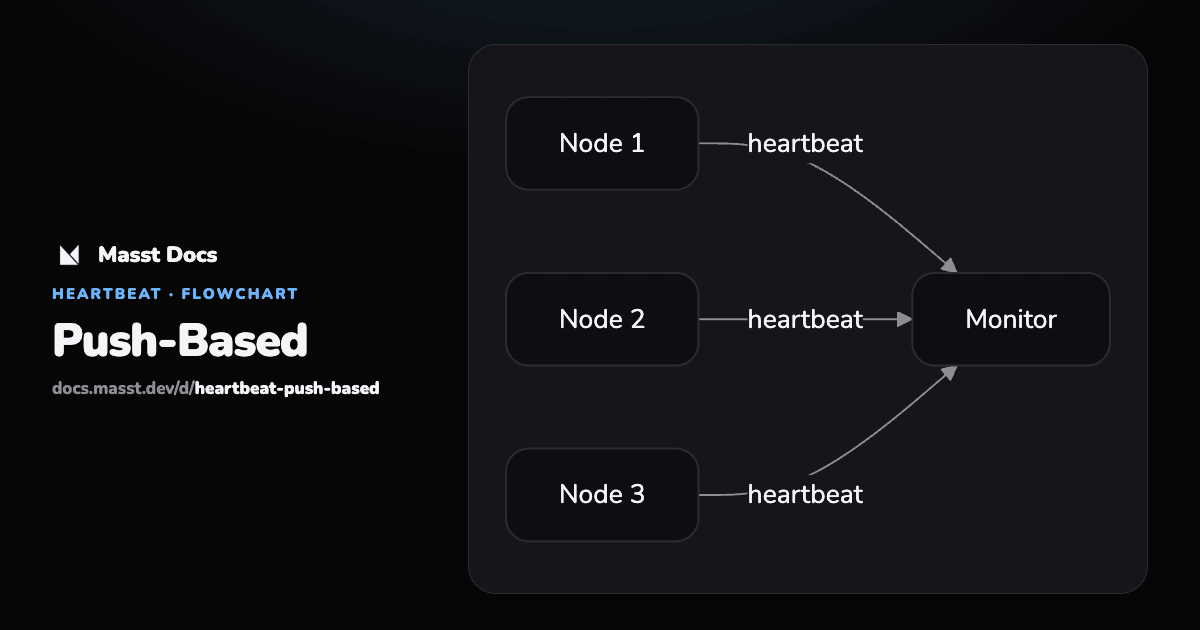 Masst Docs
HEARTBEAT · FLOWCHART
Push-Based
docs.masst.dev/d/heartbeat-push-based
Node 1
heartbeat
Node 2
heartbeat
Monitor
Node 3
heartbeat